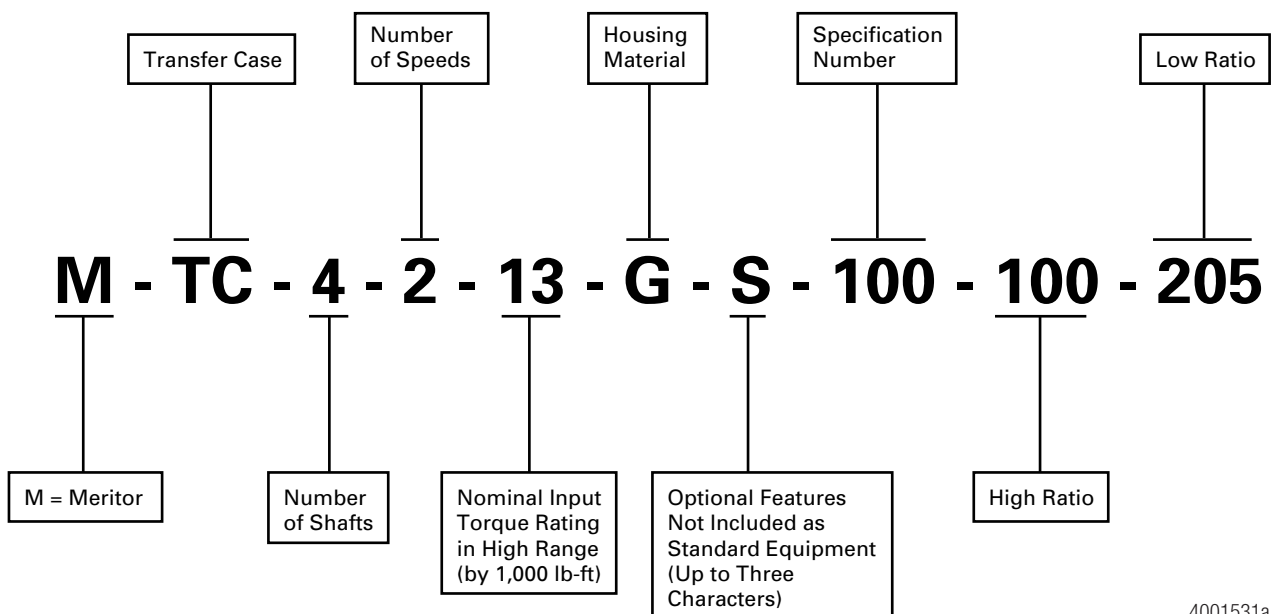 Transfer Case
Number
of Speeds
Housing
Material
Specification
Number
Low Ratio
M - TC - 4 - 2 - 13 - G - S - 100 - 100 - 205
M = Meritor
Number
of Shafts
Nominal Input
Torque Rating
in High Range
(by 1,000 lb-ft)
Optional Features
Not Included as
Standard Equipment
(Up to Three
Characters)
High Ratio
4001531a